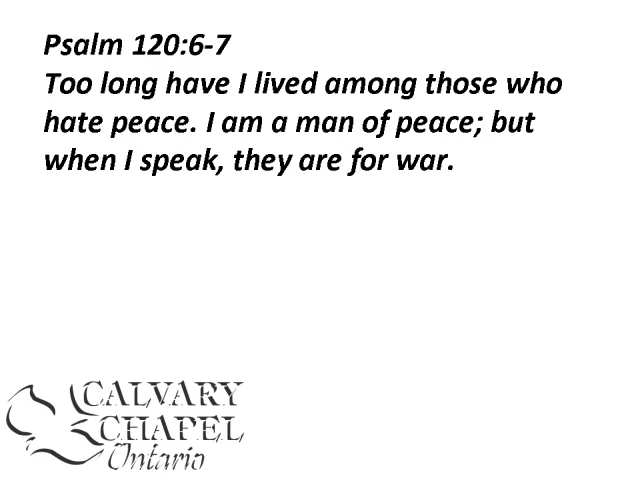 Psalm 120:6-7
Too long have I lived among those who
hate peace. I am a man of peace; but
when I speak, they are for war.
CALVARY
CHAPEL
Ontario